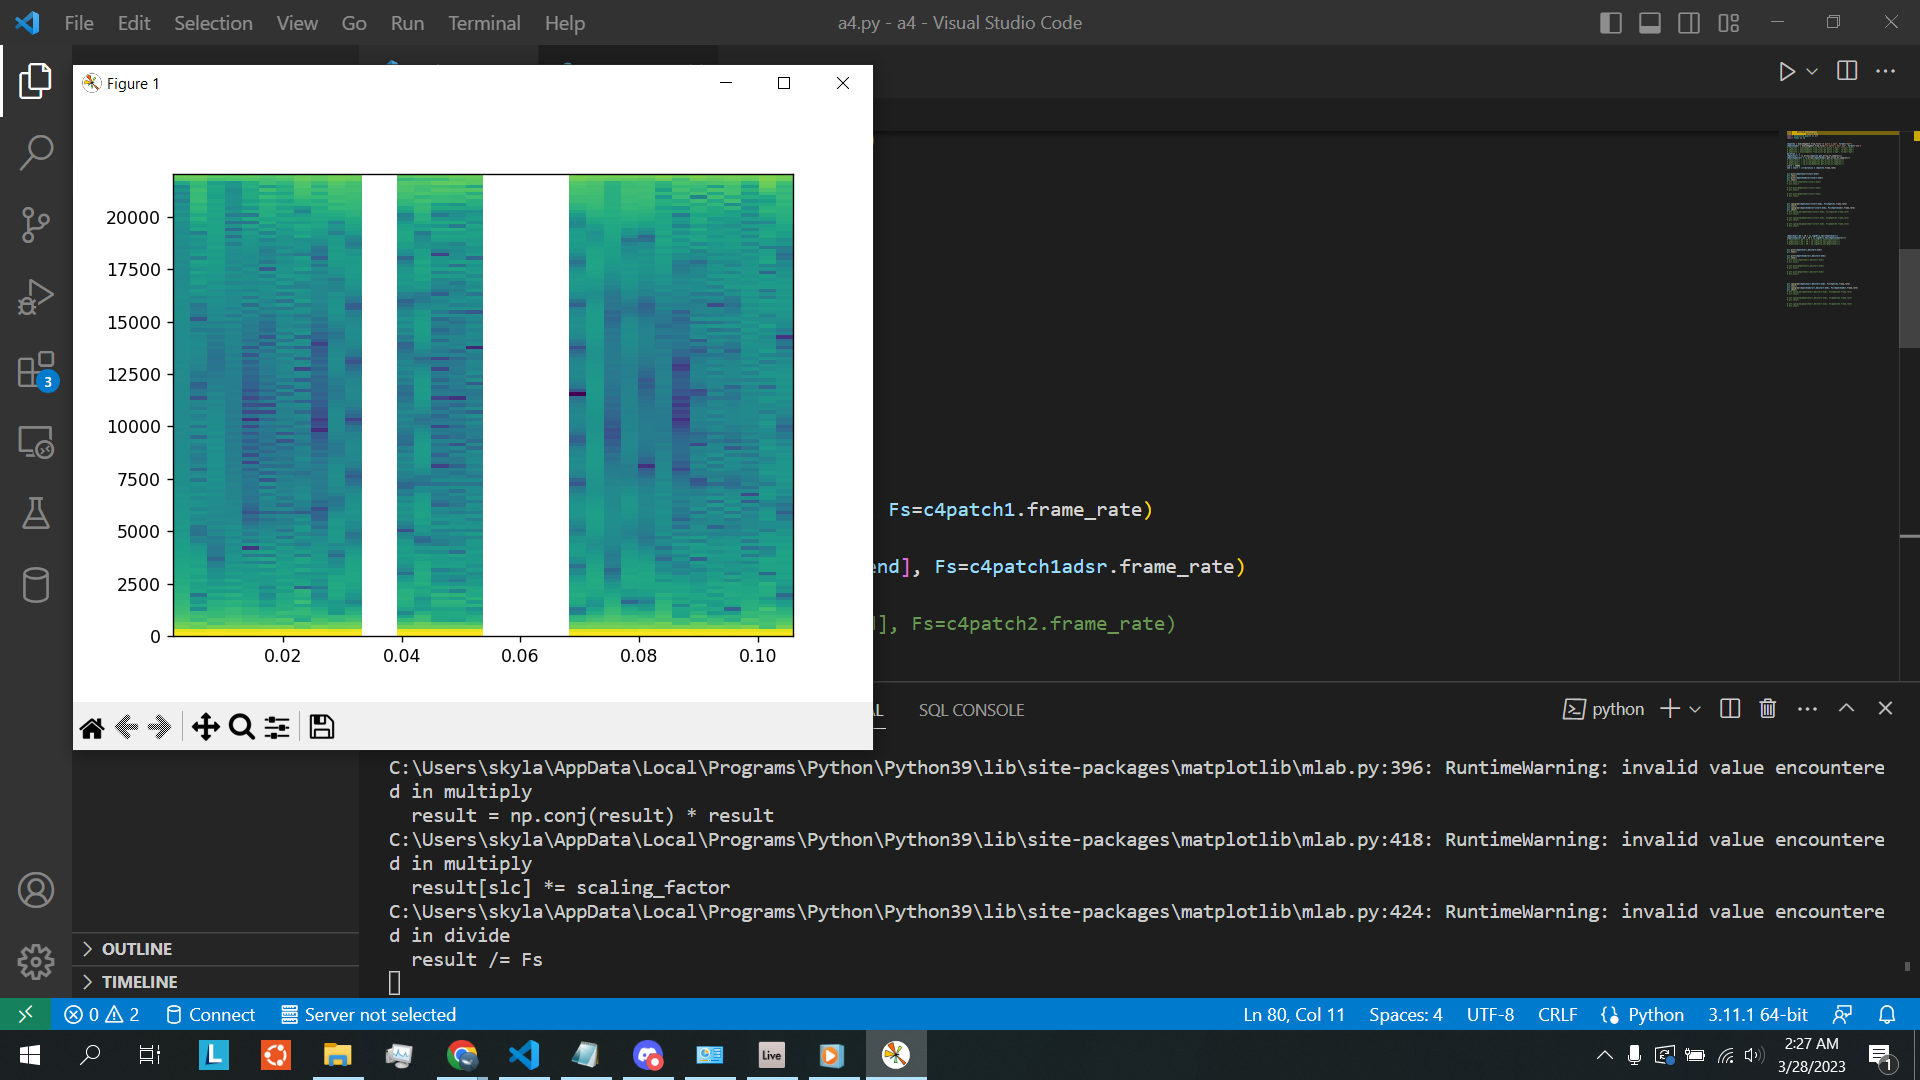 File Edit Selection View Go Run Terminal Help
a4.py - a4 - Visual Studio Code
Figure 1
20000
17500
15000
12500
10000
7500
5000
2500
0
0.02 0.04 0.06 0.08 0.10
3
Fs=c4patch1.frame_rate)
end], Fs=c4patch1adsr.frame_rate)
], Fs=c4patch2.frame_rate)
SQL CONSOLE
python
C:\Users\skyla\AppData\Local\Programs\Python\Python39\lib\site-packages\matplotlib\mlab.py:396: RuntimeWarning: invalid value encountere
d in multiply
result = np.conj(result) * result
C:\Users\skyla\AppData\Local\Programs\Python\Python39\lib\site-packages\matplotlib\mlab.py:418: RuntimeWarning: invalid value encountere
d in multiply
result[slc] *= scaling_factor
C:\Users\skyla\AppData\Local\Programs\Python\Python39\lib\site-packages\matplotlib\mlab.py:424: RuntimeWarning: invalid value encountere
d in divide
result /= Fs
OUTLINE
TIMELINE
0 2 Connect Server not selected
Ln 80, Col 11 Spaces: 4 UTF-8 CRLF Python 3.11.1 64-bit
L
Live
2:27 AM
3/28/2023
1